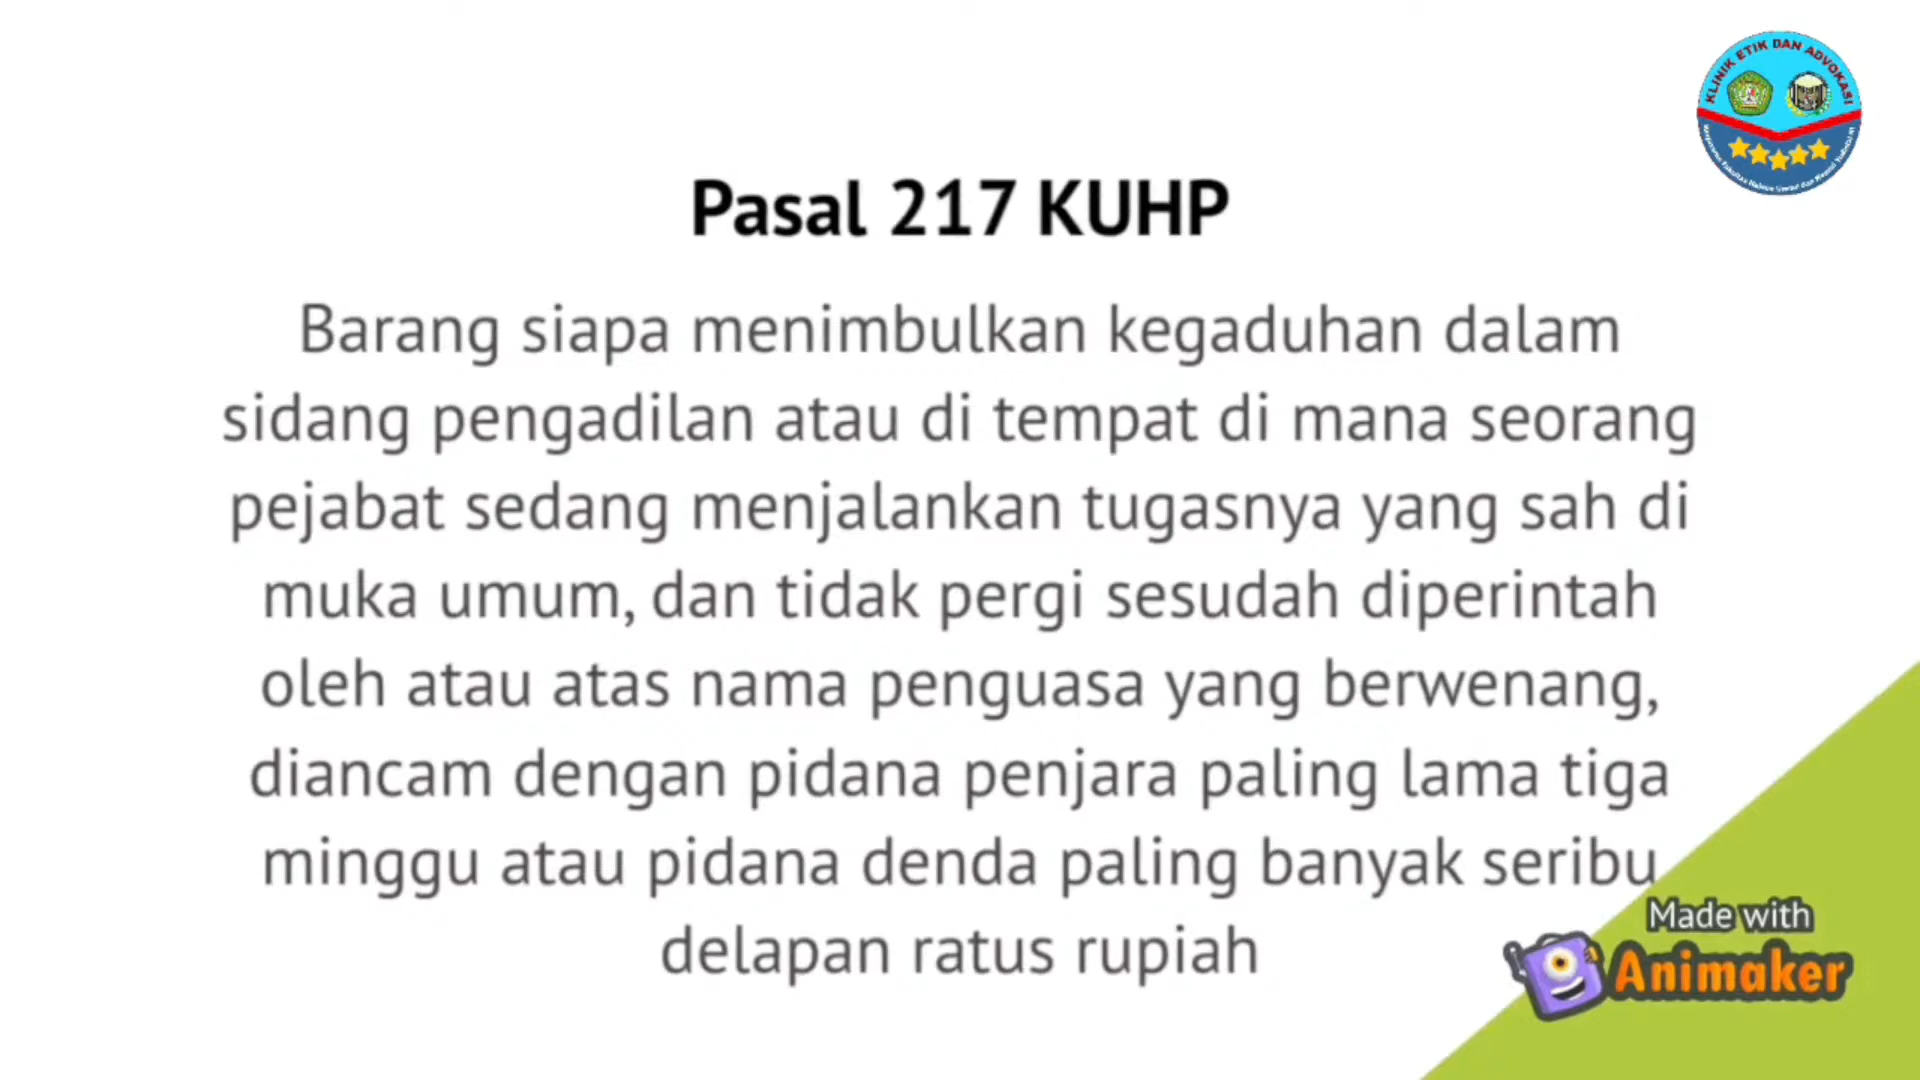 KLINIK ETIK DAN ADVOKASI
Pasal 217 KUHP
Barang siapa menimbulkan kegaduhan dalam
sidang pengadilan atau di tempat di mana seorang
pejabat sedang menjalankan tugasnya yang sah di
muka umum, dan tidak pergi sesudah diperintah
oleh atau atas nama penguasa yang berwenang,
diancam dengan pidana penjara paling lama tiga
minggu atau pidana denda paling banyak seribu
delapan ratus rupiah
Made with
Animaker